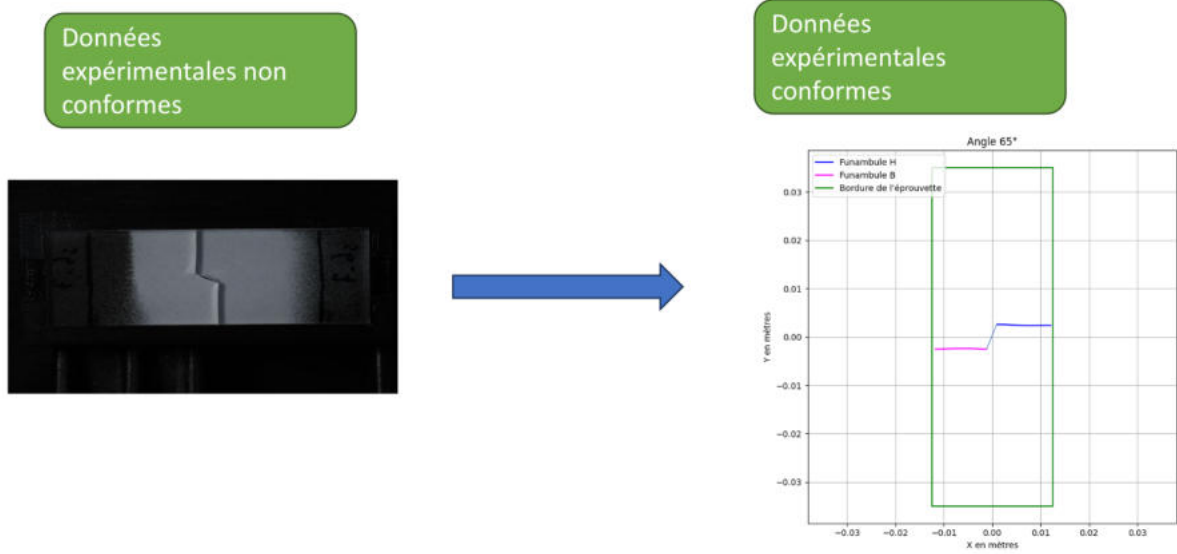 Données
expérimentales non
conformes
Données
expérimentales
conformes
Angle 65°
Funambule H
Funambule B
Bordure de l'éprouvette
0.03
0.02
0.01
0.00
−0.01
−0.02
−0.03
Y en mètres
−0.03
−0.02
−0.01
0.00
0.01
0.02
0.03
X en mètres